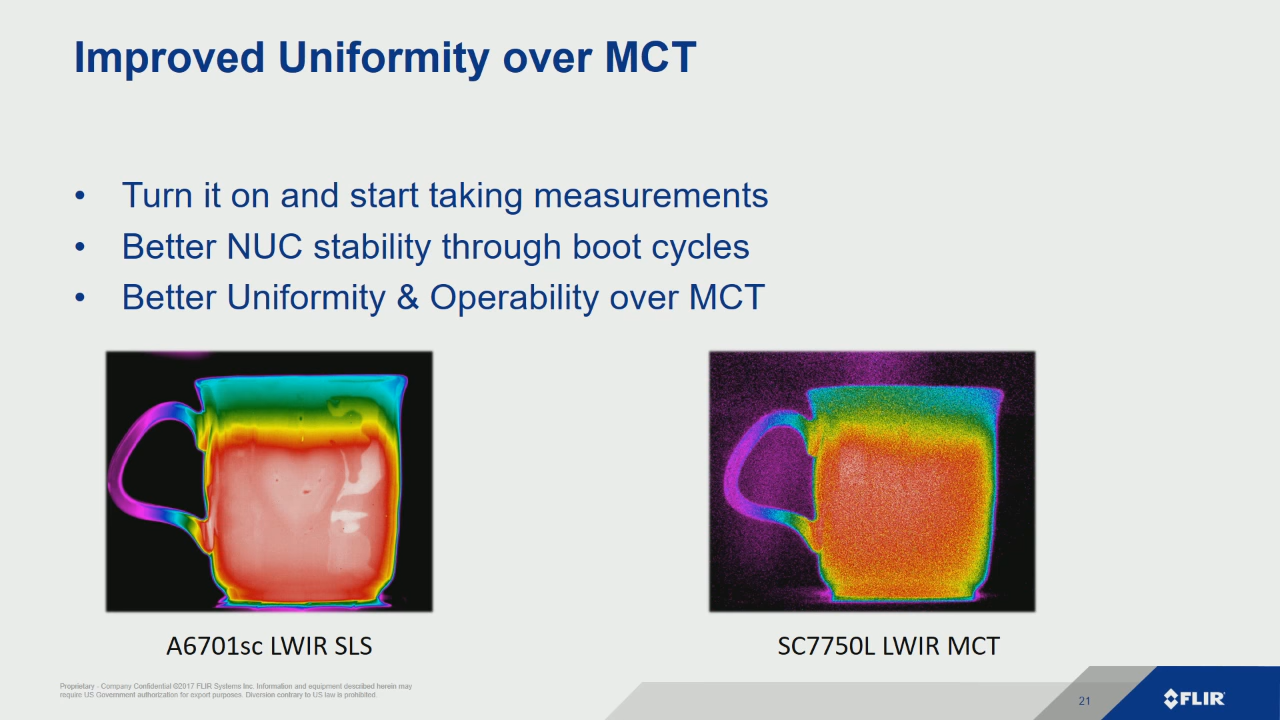 Improved Uniformity over MCT
• Turn it on and start taking measurements
• Better NUC stability through boot cycles
• Better Uniformity & Operability over MCT
A6701sc LWIR SLS
SC7750L LWIR MCT
Proprietary - Company Confidential ©2017 FLIR Systems Inc. Information and equipment described herein may
require US Government authorization for export purposes. Diversion contrary to US law is prohibited.
21
FLIR